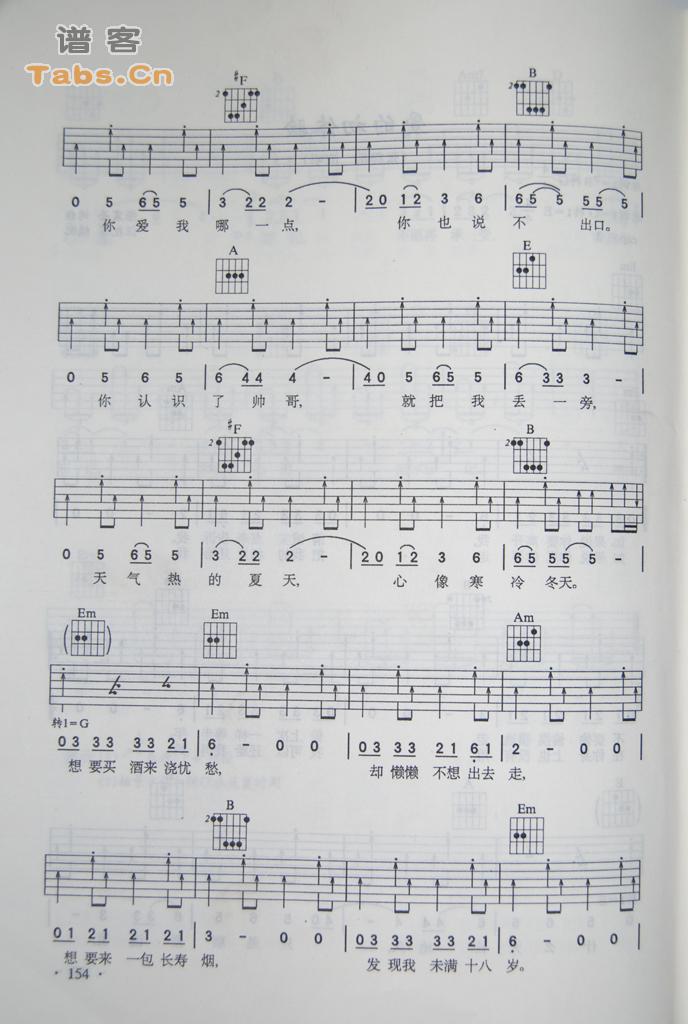 谱客
Tabs.Cn
♯F B
2 2
0 5 65 5 | 3 22 2 - | 20 12 3 6 | 65 5 55 5 |
你爱我哪一点, 你也说不出口。
A E
0 5 6 5 | 6 44 4 - | 40 5 65 5 | 6 33 3 - |
你认识了帅哥, 就把我丢一旁,
♯F B
2 2
0 5 65 5 | 3 22 2 - | 20 12 3 6 | 65 55 5 - |
天气热的夏天, 心像寒冷冬天。
(Em) Em Am
转1=G
03 33 33 21 | 6 - 0 0 | 03 33 21 61 | 2 - 0 0 |
想要买酒来浇忧愁, 却懒懒不想出去走,
B Em
2
01 21 21 21 | 3 - 0 0 | 03 33 33 21 | 6 - 0 0 |
想要来一包长寿烟, 发现我未满十八岁。
· 154 ·